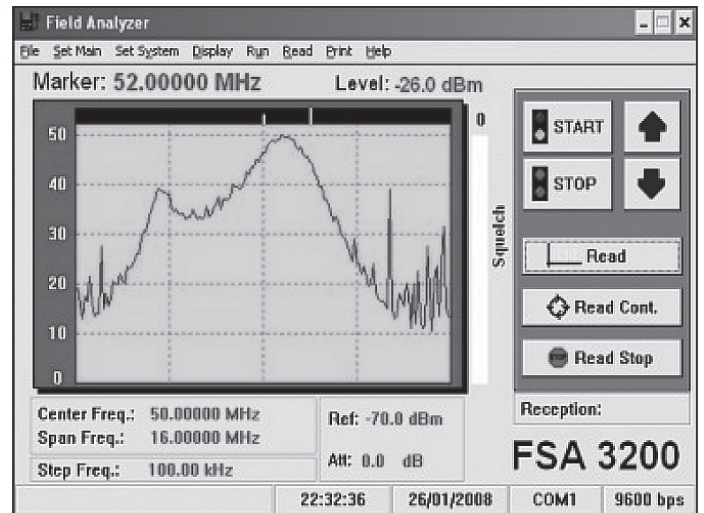 Field Analyzer
File Set Main Set System Display Run Read Print Help
Marker: 52.00000 MHz Level: -26.0 dBm
50
40
30
20
10
0
0
Squelch
START
STOP
Read
Read Cont.
Read Stop
Center Freq.: 50.00000 MHz
Span Freq.: 16.00000 MHz
Step Freq.: 100.00 kHz
Ref: -70.0 dBm
Att: 0.0 dB
Reception:
FSA 3200
22:32:36 26/01/2008 COM1 9600 bps